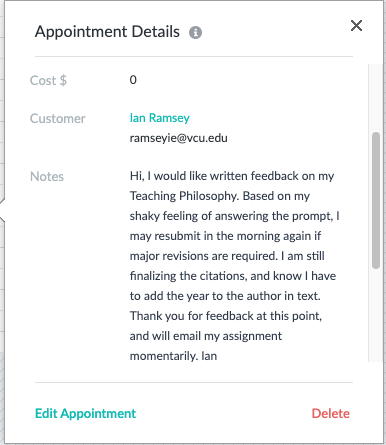 Appointment Details
Cost $ 0
Customer Ian Ramsey
ramseyie@vcu.edu
Notes Hi, I would like written feedback on my
Teaching Philosophy. Based on my
shaky feeling of answering the prompt, I
may resubmit in the morning again if
major revisions are required. I am still
finalizing the citations, and know I have
to add the year to the author in text.
Thank you for feedback at this point,
and will email my assignment
momentarily. Ian
Edit Appointment Delete